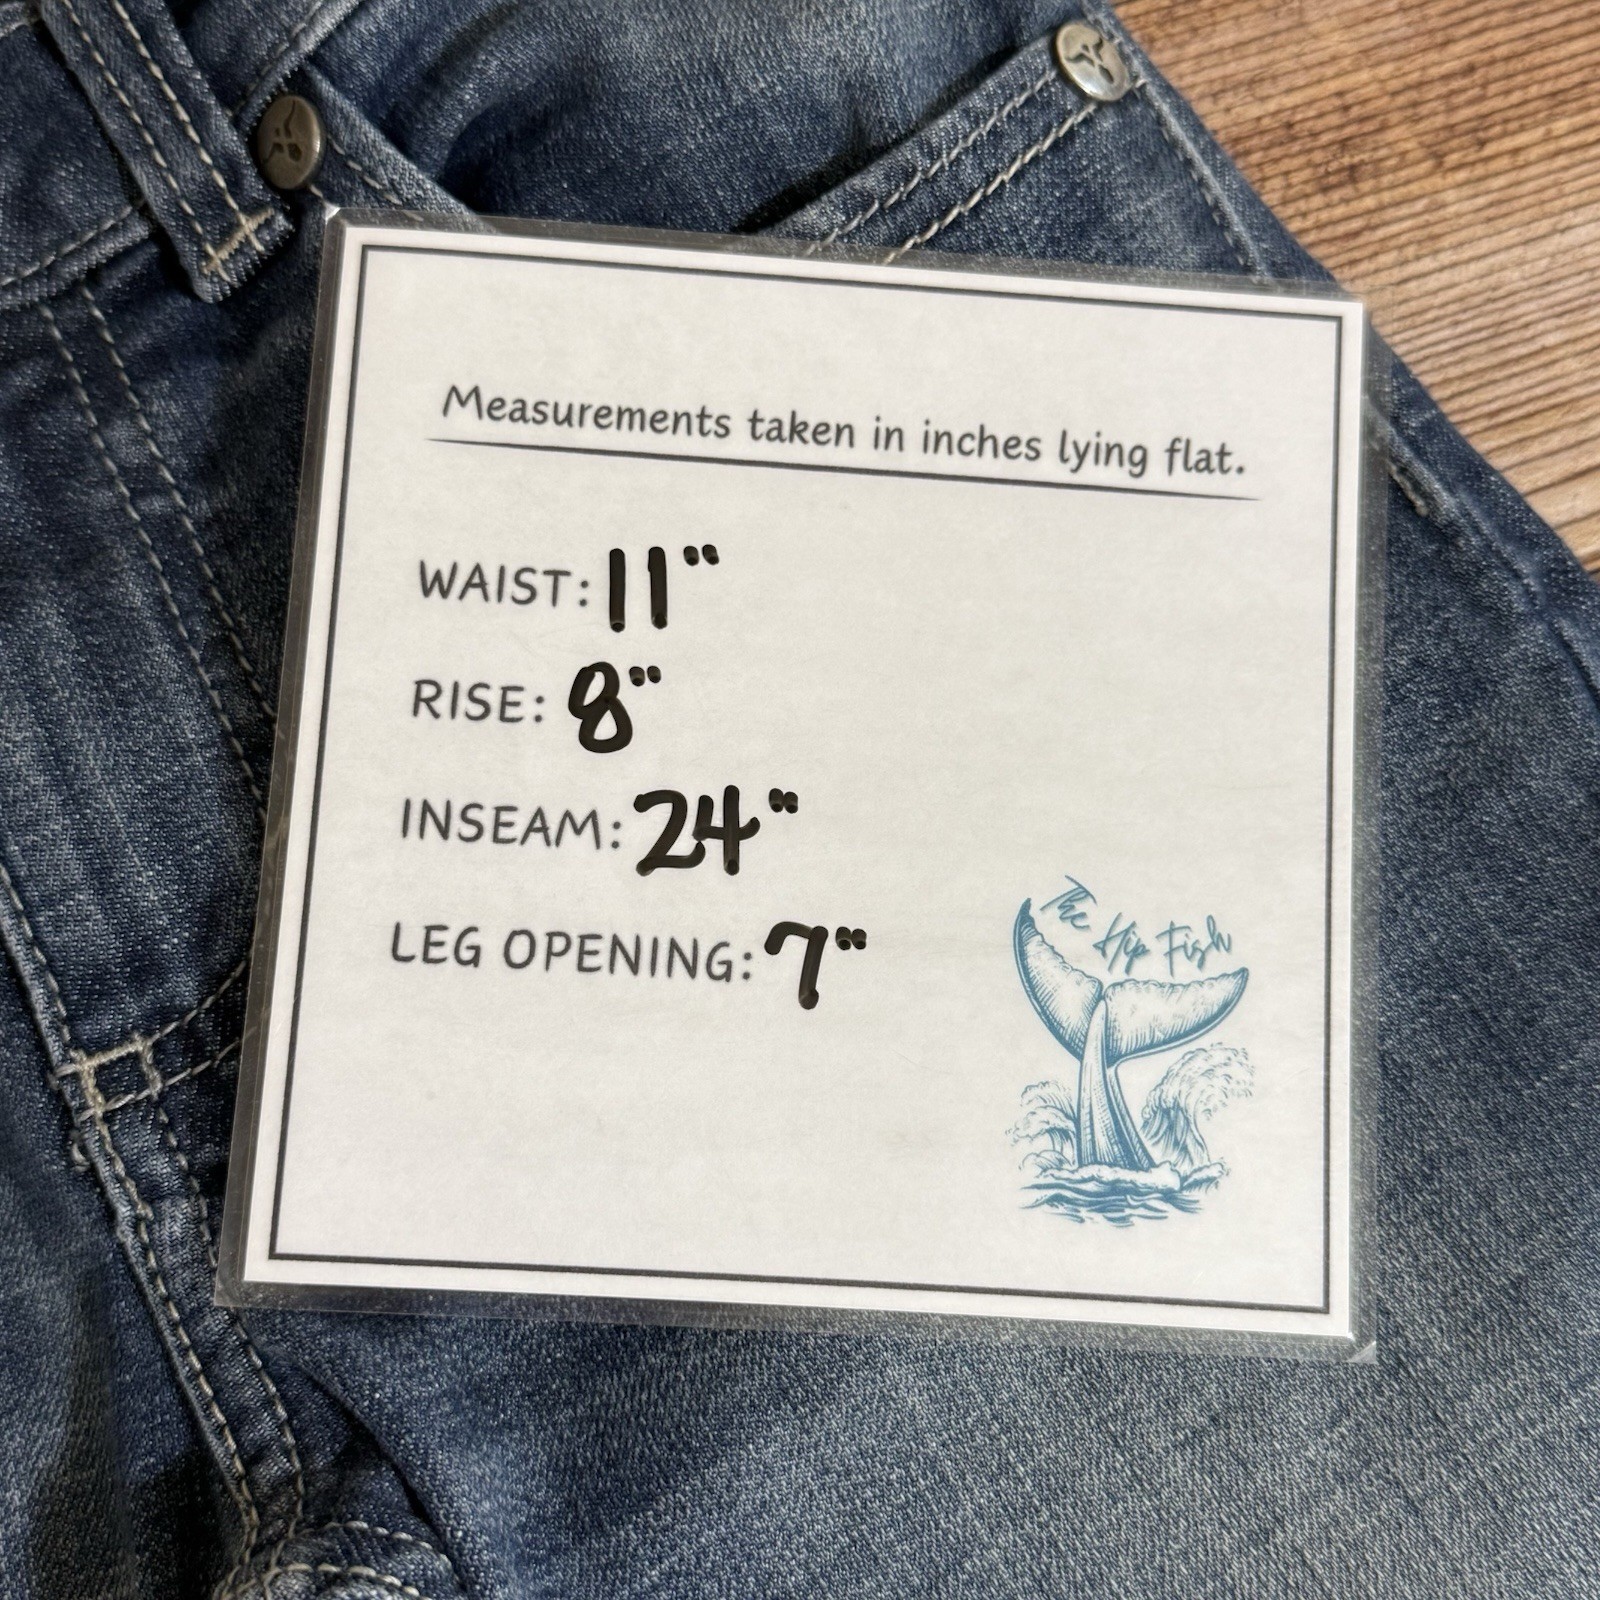 Measurements taken in inches lying flat.
WAIST: 11"
RISE: 8"
INSEAM: 24"
LEG OPENING: 7"
The Hip Fish